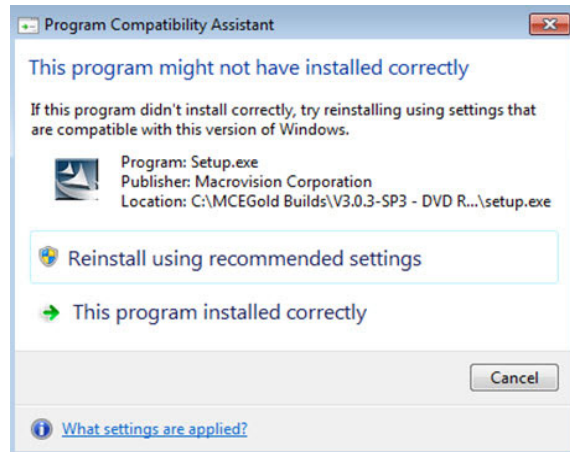 Program Compatibility Assistant
This program might not have installed correctly
If this program didn't install correctly, try reinstalling using settings that
are compatible with this version of Windows.
Program: Setup.exe
Publisher: Macrovision Corporation
Location: C:\MCEGold Builds\V3.0.3-SP3 - DVD R...\setup.exe
Reinstall using recommended settings
This program installed correctly
Cancel
What settings are applied?